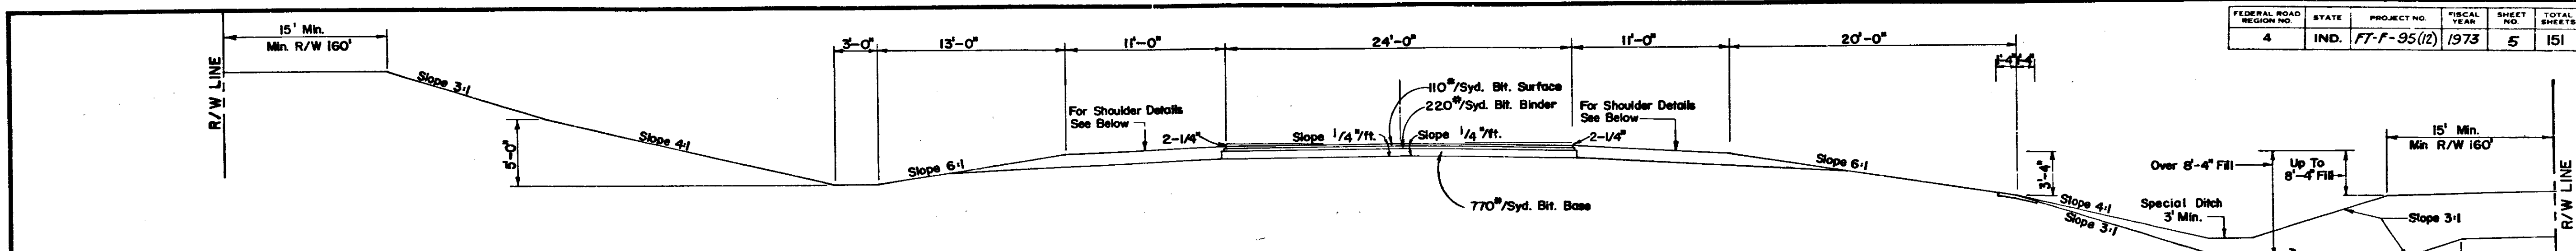 15' Min.
Min. R/W 160'
R/W LINE
Slope 3:1
5'-0"
Slope 4:1
3'-0"
13'-0"
11'-0"
24'-0"
11'-0"
20'-0"
Slope 6:1
For Shoulder Details
See Below
2-1/4"
Slope 1/4"/ft.
110#/Syd. Bit. Surface
220#/Syd. Bit. Binder
Slope 1/4"/ft.
2-1/4"
For Shoulder Details
See Below
770#/Syd. Bit. Base
Slope 6:1
3'-4"
Slope 4:1
Slope 3:1
Special Ditch
3' Min.
Over 8'-4" Fill
Up To
8'-4" Fill
15' Min.
Min R/W 160'
Slope 3:1
R/W LINE
FEDERAL ROAD REGION NO. STATE PROJECT NO. FISCAL YEAR SHEET NO. TOTAL SHEETS
4 IND. FT-F-95(12) 1973 5 151